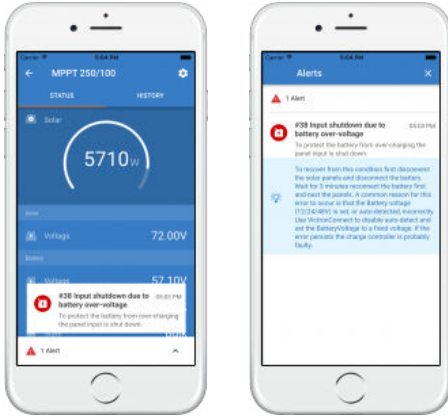 Carrier
5:04 PM
MPPT 250/100
STATUS
HISTORY
Solar
5710W
Solar
Voltage
72.00V
Battery
Voltage
57.10V
#38 Input shutdown due to
battery over-voltage
05:03 PM
To protect the battery from over-charging
the panel input is shut down.
1 Alert
Carrier
5:04 PM
Alerts
1 Alert
#38 Input shutdown due to
battery over-voltage
05:03 PM
To protect the battery from over-charging the
panel input is shut down.
To recover from this condition first disconnect
the solar panels and disconnect the battery.
Wait for 3 minutes reconnect the battery first
and next the panels. A common reason for this
error to occur is that the Battery voltage
(12/24/48V) is set, or auto-detected, incorrectly.
Use VictronConnect to disable auto-detect and
set the BatteryVoltage to a fixed voltage. If the
error persists the charge controller is probably
faulty.